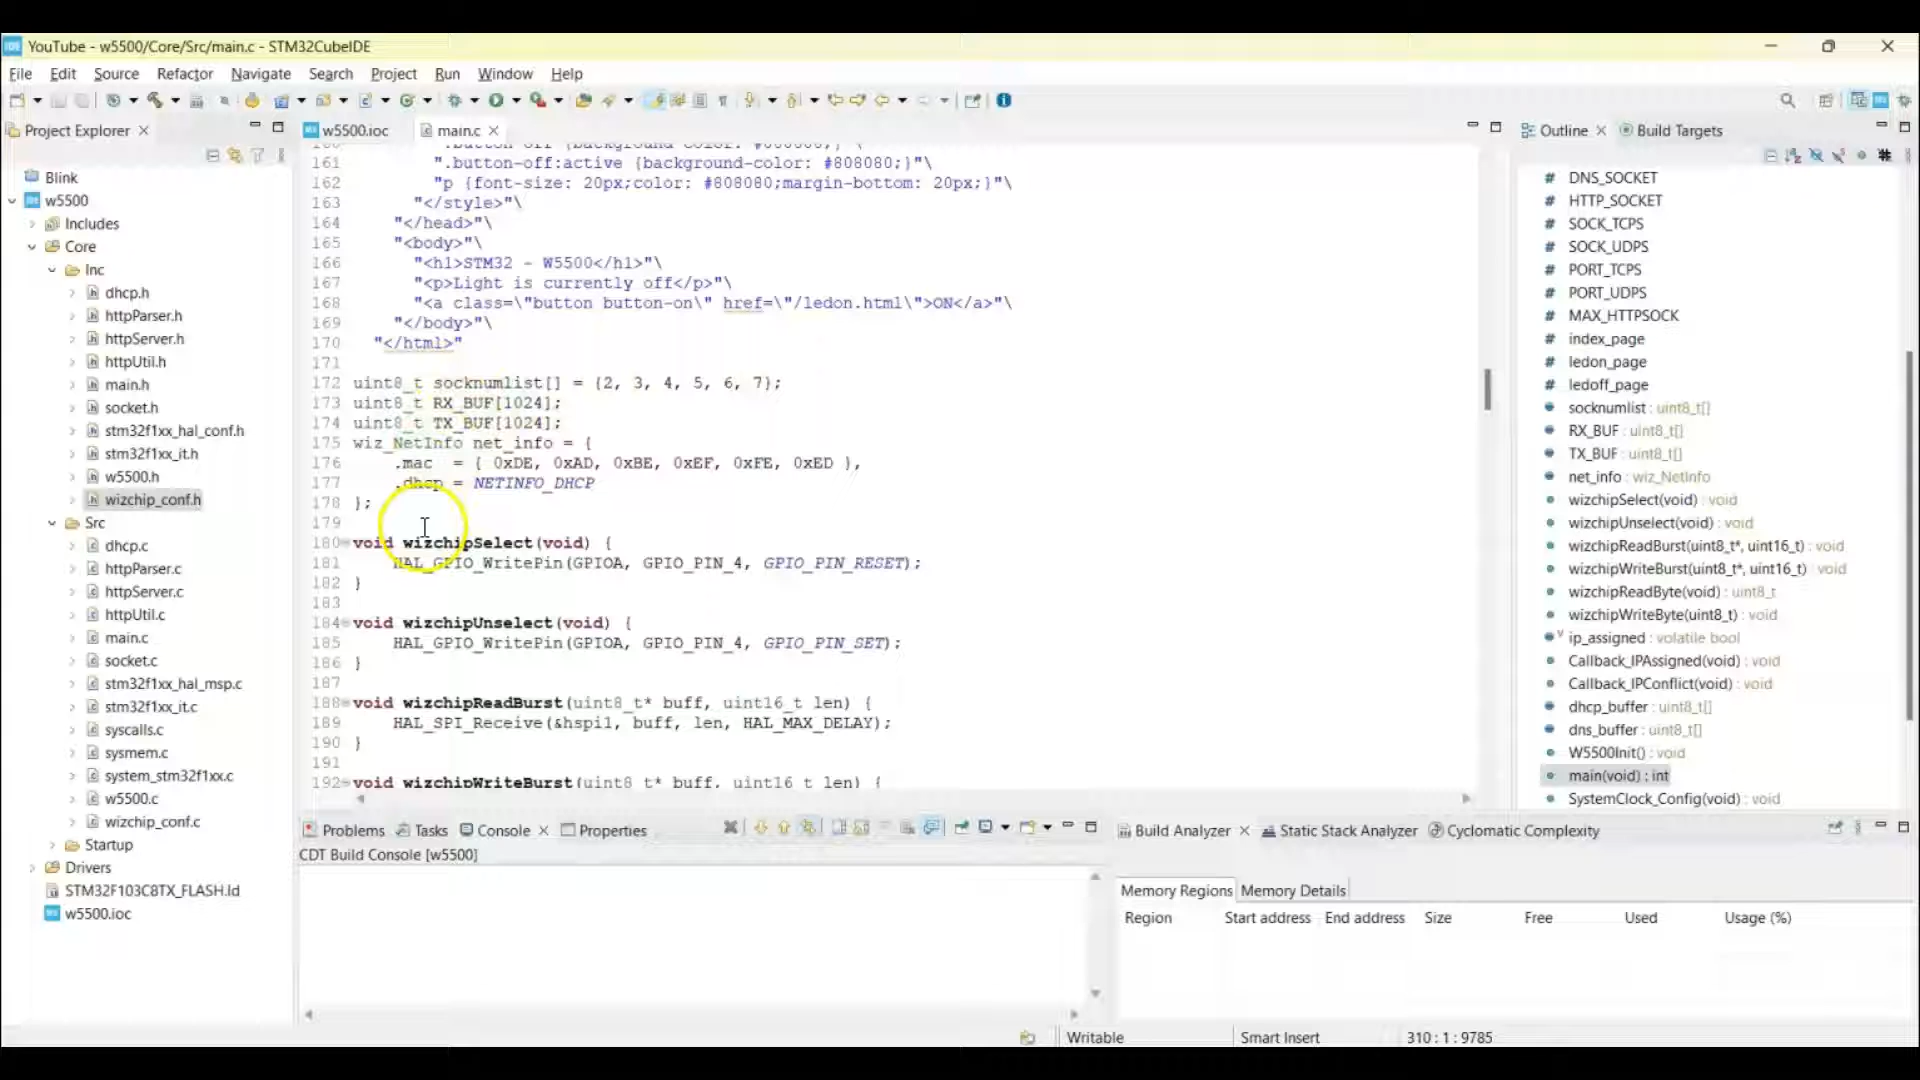 YouTube - w5500/Core/Src/main.c - STM32CubeIDE
File Edit Source Refactor Navigate Search Project Run Window Help
Project Explorer
Blink
w5500
Includes
Core
Inc
dhcp.h
httpParser.h
httpServer.h
httpUtil.h
main.h
socket.h
stm32f1xx_hal_conf.h
stm32f1xx_it.h
w5500.h
wizchip_conf.h
Src
dhcp.c
httpParser.c
httpServer.c
httpUtil.c
main.c
socket.c
stm32f1xx_hal_msp.c
stm32f1xx_it.c
syscalls.c
sysmem.c
system_stm32f1xx.c
w5500.c
wizchip_conf.c
Startup
Drivers
STM32F103C8TX_FLASH.ld
w5500.ioc
w5500.ioc main.c
161 ".button-off:active {background-color: #808080;}"\
162 "p {font-size: 20px;color: #808080;margin-bottom: 20px;}"\
163 "</style>"\
164 "</head>"\
165 "<body>"\
166 "<h1>STM32 - W5500</h1>"\
167 "<p>Light is currently off</p>"\
168 "<a class=\"button button-on\" href=\"/ledon.html\">ON</a>"\
169 "</body>"\
170 "</html>"
171
172 uint8_t socknumlist[] = {2, 3, 4, 5, 6, 7};
173 uint8_t RX_BUF[1024];
174 uint8_t TX_BUF[1024];
175 wiz_NetInfo net_info = {
176 .mac = { 0xDE, 0xAD, 0xBE, 0xEF, 0xFE, 0xED },
177 .dhcp = NETINFO_DHCP
178 };
179
180 void wizchipSelect(void) {
181 HAL_GPIO_WritePin(GPIOA, GPIO_PIN_4, GPIO_PIN_RESET);
182 }
183
184 void wizchipUnselect(void) {
185 HAL_GPIO_WritePin(GPIOA, GPIO_PIN_4, GPIO_PIN_SET);
186 }
187
188 void wizchipReadBurst(uint8_t* buff, uint16_t len) {
189 HAL_SPI_Receive(&hspi1, buff, len, HAL_MAX_DELAY);
190 }
191
192 void wizchipWriteBurst(uint8_t* buff, uint16_t len) {
Outline Build Targets
DNS_SOCKET
HTTP_SOCKET
SOCK_TCPS
SOCK_UDPS
PORT_TCPS
PORT_UDPS
MAX_HTTPSOCK
index_page
ledon_page
ledoff_page
socknumlist : uint8_t[]
RX_BUF : uint8_t[]
TX_BUF : uint8_t[]
net_info : wiz_NetInfo
wizchipSelect(void) : void
wizchipUnselect(void) : void
wizchipReadBurst(uint8_t*, uint16_t) : void
wizchipWriteBurst(uint8_t*, uint16_t) : void
wizchipReadByte(void) : uint8_t
wizchipWriteByte(uint8_t) : void
ip_assigned : volatile bool
Callback_IPAssigned(void) : void
Callback_IPConflict(void) : void
dhcp_buffer : uint8_t[]
dns_buffer : uint8_t[]
W5500Init() : void
main(void) : int
SystemClock_Config(void) : void
Problems Tasks Console Properties
CDT Build Console [w5500]
Build Analyzer Static Stack Analyzer Cyclomatic Complexity
Memory Regions Memory Details
Region Start address End address Size Free Used Usage (%)
Writable Smart Insert 310 : 1 : 9785